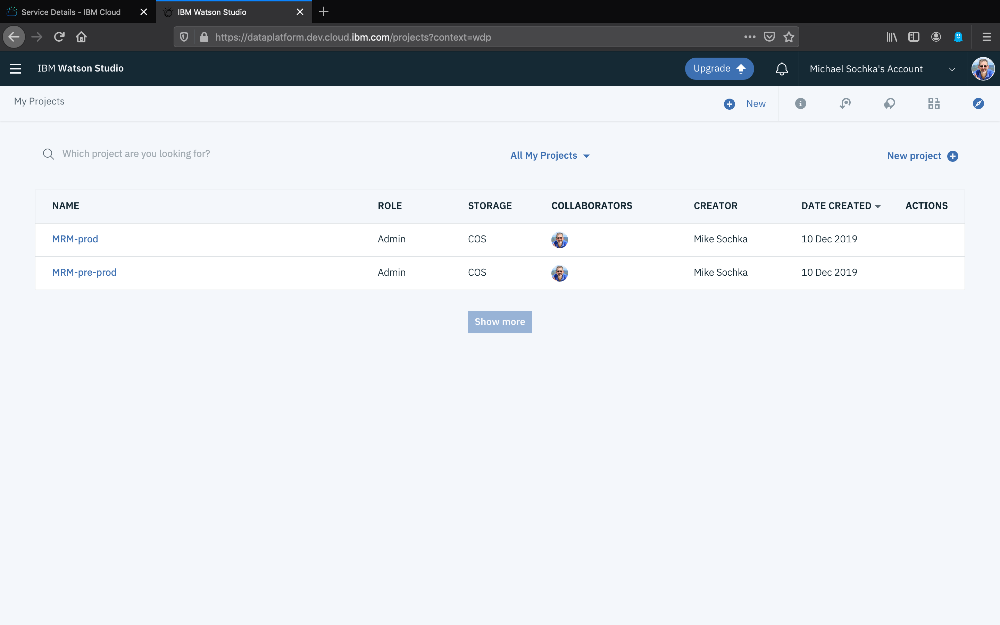 Service Details - IBM Cloud
IBM Watson Studio
https://dataplatform.dev.cloud.ibm.com/projects?context=wdp
IBM Watson Studio
Upgrade
Michael Sochka's Account
My Projects
New
Which project are you looking for?
All My Projects
New project
NAME ROLE STORAGE COLLABORATORS CREATOR DATE CREATED ACTIONS
MRM-prod Admin COS Mike Sochka 10 Dec 2019
MRM-pre-prod Admin COS Mike Sochka 10 Dec 2019
Show more